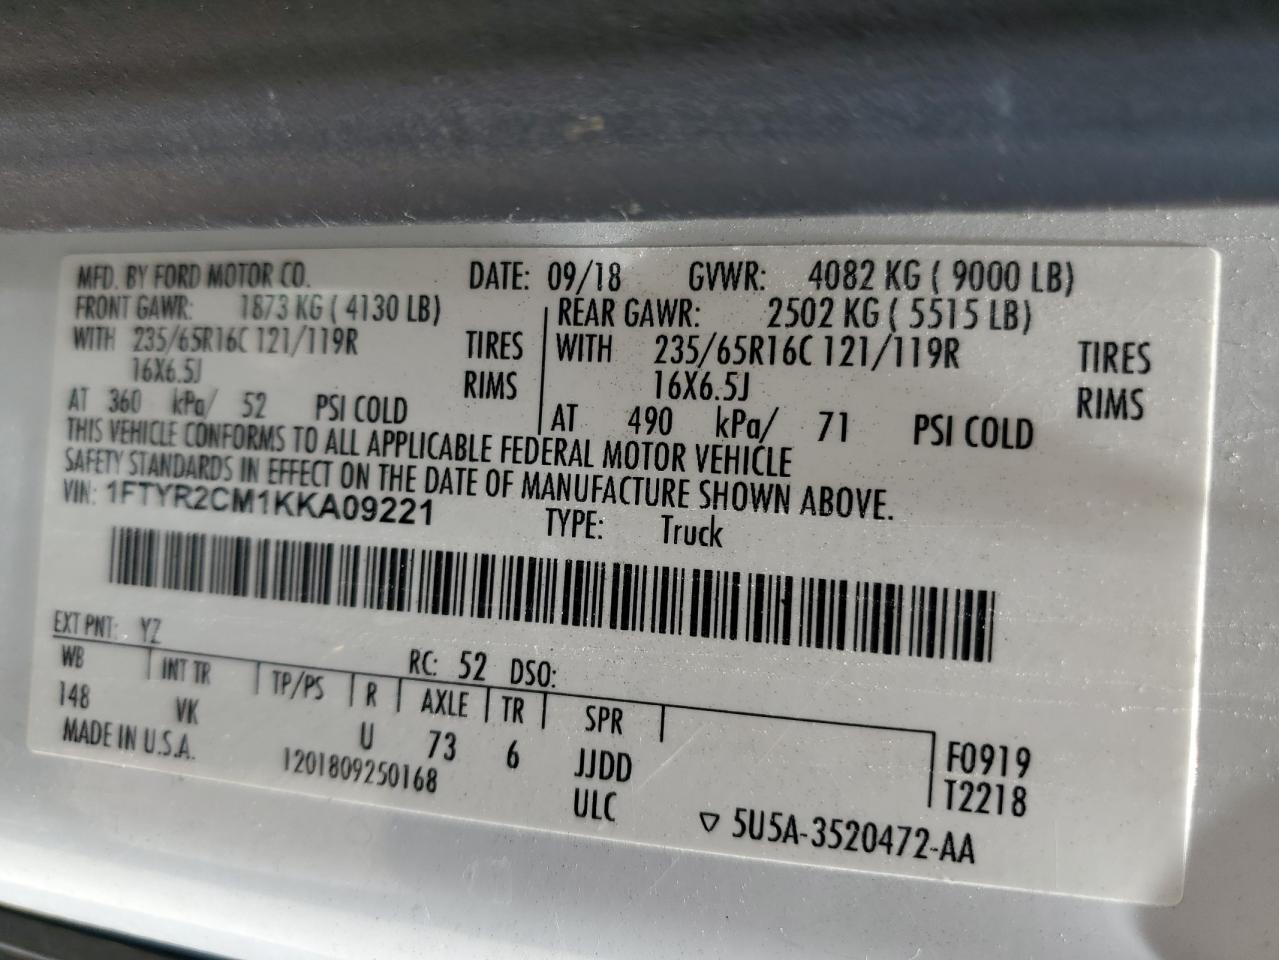 MFD. BY FORD MOTOR CO. DATE: 09/18 GVWR: 4082 KG ( 9000 LB)
FRONT GAWR: 1873 KG ( 4130 LB) REAR GAWR: 2502 KG ( 5515 LB)
WITH 235/65R16C 121/119R TIRES WITH 235/65R16C 121/119R TIRES
16X6.5J RIMS 16X6.5J RIMS
AT 360 kPa/ 52 PSI COLD AT 490 kPa/ 71 PSI COLD
THIS VEHICLE CONFORMS TO ALL APPLICABLE FEDERAL MOTOR VEHICLE
SAFETY STANDARDS IN EFFECT ON THE DATE OF MANUFACTURE SHOWN ABOVE.
VIN: 1FTYR2CM1KKA09221 TYPE: Truck
EXT PNT: YZ RC: 52 DSO:
WB INT TR TP/PS R AXLE TR SPR
148 VK U 73 6 JJDD F0919
MADE IN U.S.A. 1201809250168 ULC T2218
▽ 5U5A-3520472-AA